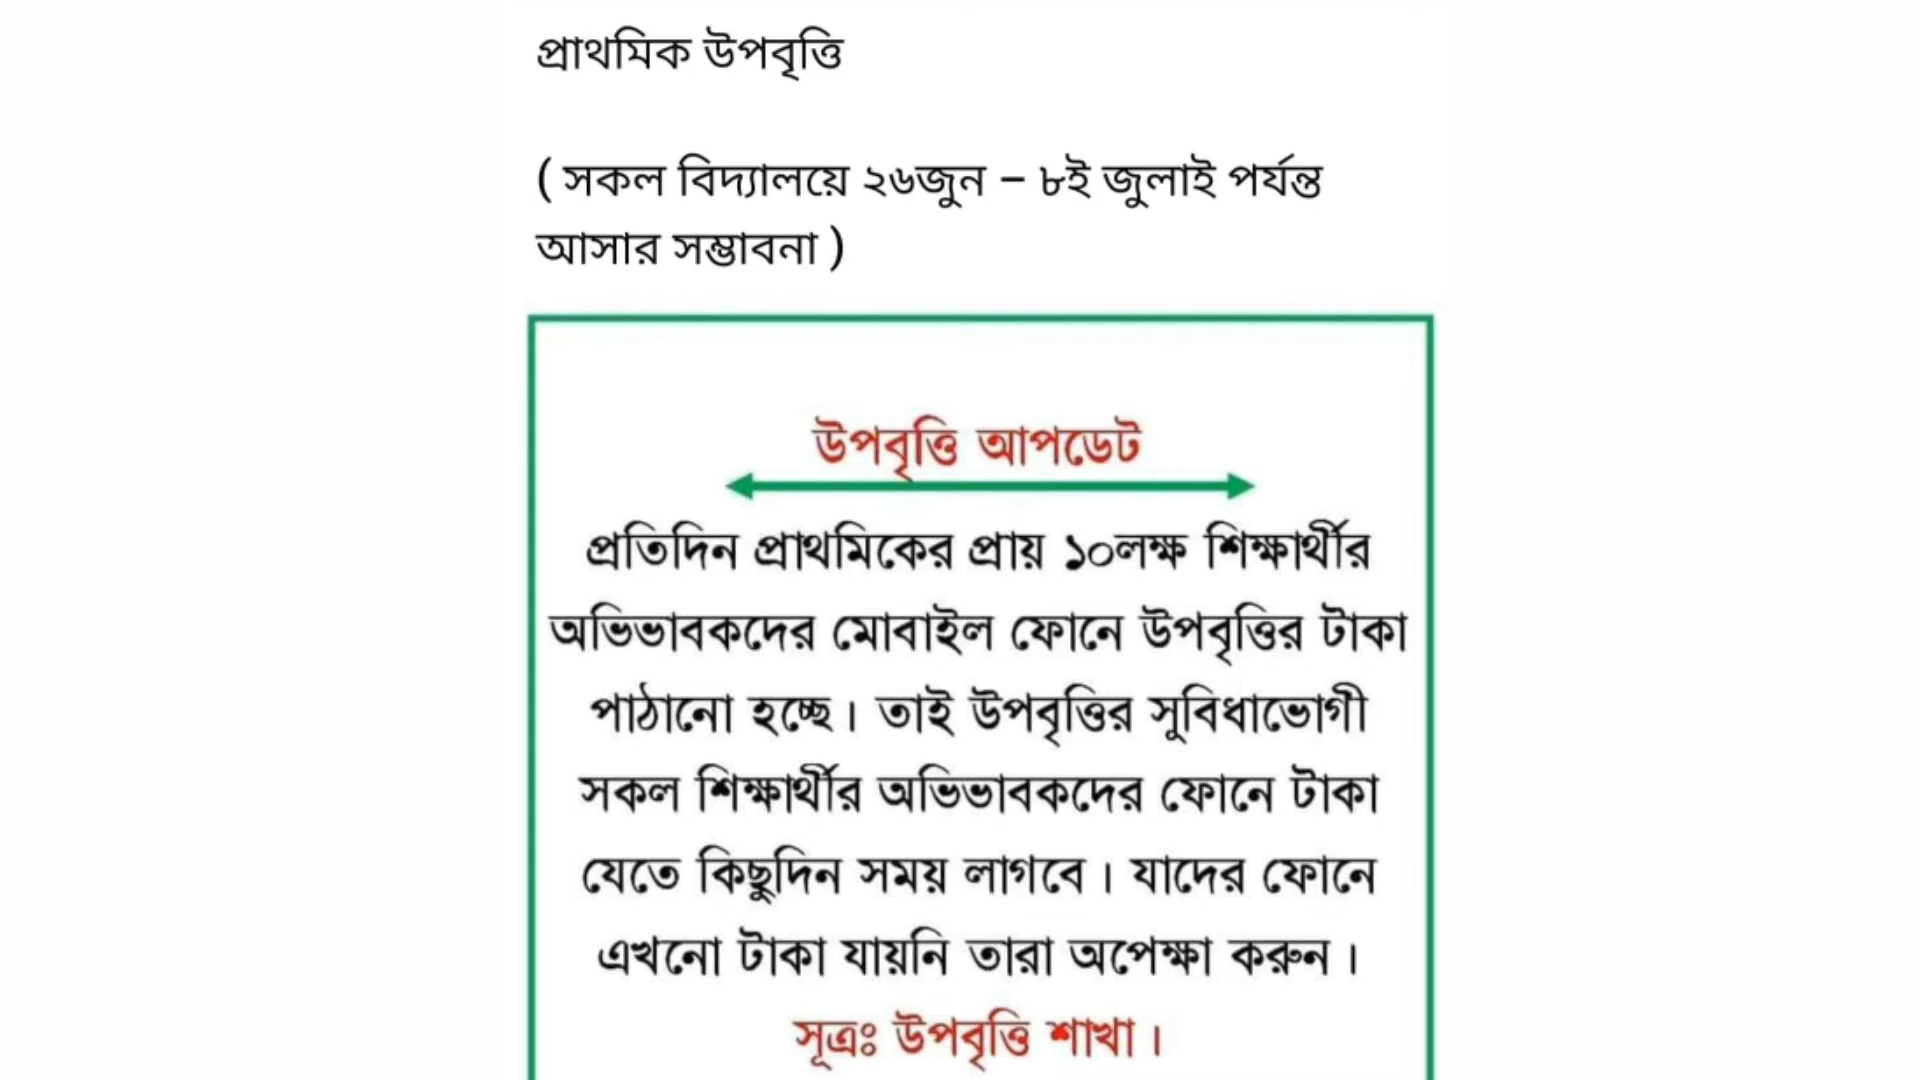 প্রাথমিক উপবৃত্তি
( সকল বিদ্যালয়ে ২৬জুন – ৮ই জুলাই পর্যন্ত
আসার সম্ভাবনা )
উপবৃত্তি আপডেট
প্রতিদিন প্রাথমিকের প্রায় ১০লক্ষ শিক্ষার্থীর
অভিভাবকদের মোবাইল ফোনে উপবৃত্তির টাকা
পাঠানো হচ্ছে। তাই উপবৃত্তির সুবিধাভোগী
সকল শিক্ষার্থীর অভিভাবকদের ফোনে টাকা
যেতে কিছুদিন সময় লাগবে। যাদের ফোনে
এখনো টাকা যায়নি তারা অপেক্ষা করুন।
সূত্রঃ উপবৃত্তি শাখা।